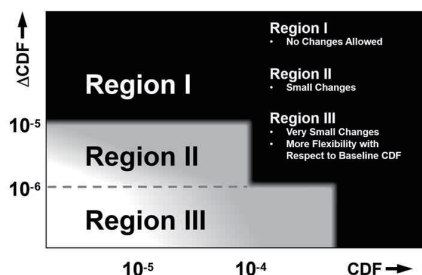 Region I
• No Changes Allowed
Region II
• Small Changes
Region III
• Very Small Changes
• More Flexibility with
Respect to Baseline CDF
ΔCDF
Region I
10-5
Region II
10-6
Region III
10-5
10-4
CDF